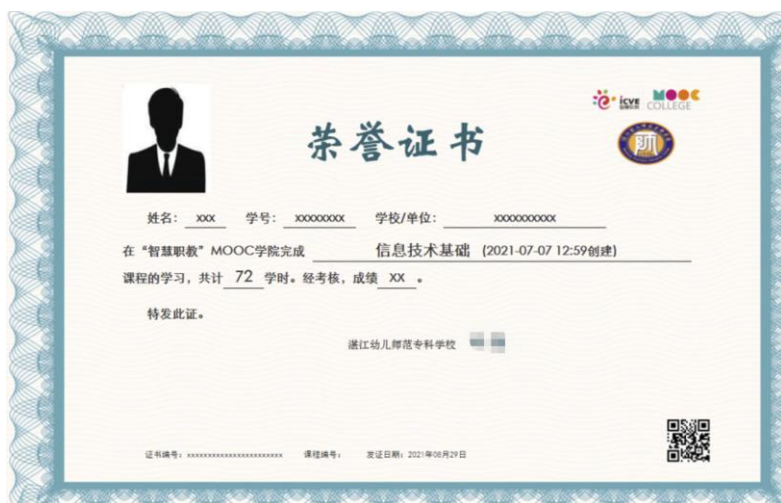 icve MOOC
COLLEGE
荣誉证书
姓名： xxx 学号： xxxxxxxx 学校/单位： xxxxxxxxxx
在“智慧职教”MOOC学院完成 信息技术基础 (2021-07-07 12:59创建)
课程的学习，共计 72 学时。经考核，成绩 XX 。
特发此证。
湛江幼儿师范专科学校
证书编号：xxxxxxxxxxxxxxxxxxxxxxx 课程编号： 发证日期：2021年08月29日